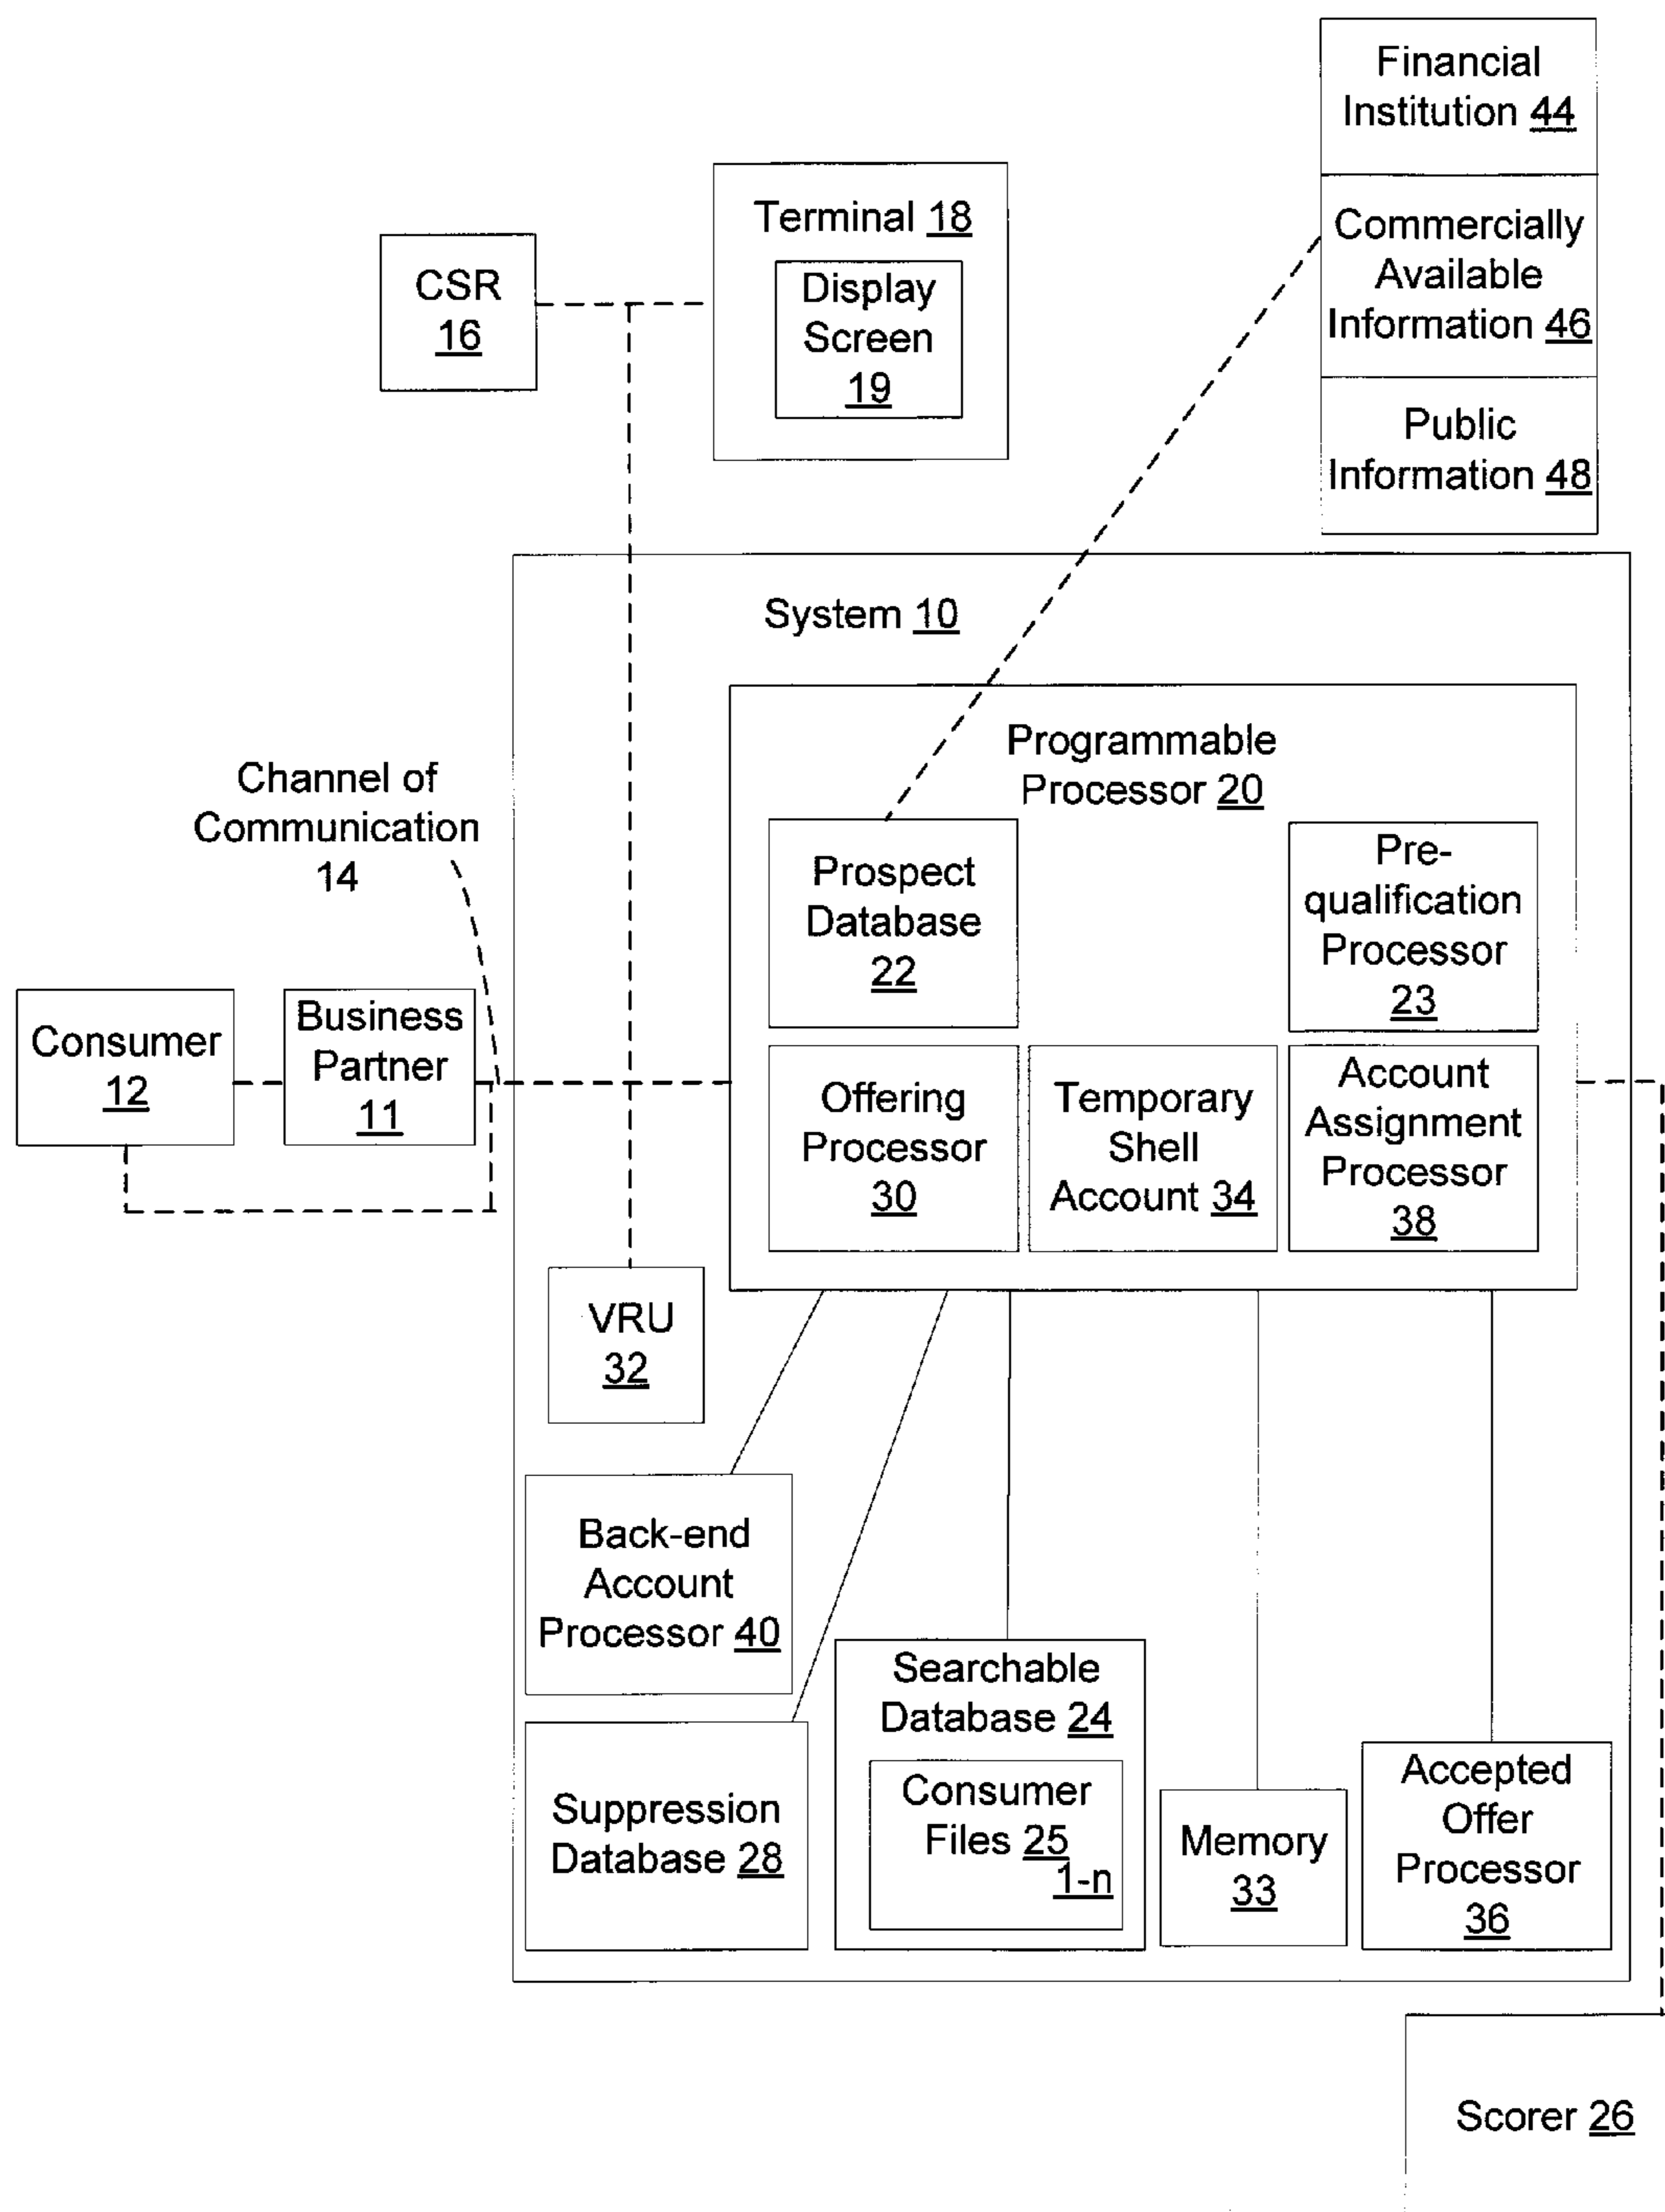 Financial
Institution 44
Commercially
Available
Information 46
Public
Information 48
Terminal 18
Display
Screen
19
CSR
16
System 10
Programmable
Processor 20
Channel of
Communication
14
Prospect
Database
22
Pre-
qualification
Processor
23
Consumer
12
Business
Partner
11
Offering
Processor
30
Temporary
Shell
Account 34
Account
Assignment
Processor
38
VRU
32
Back-end
Account
Processor 40
Suppression
Database 28
Searchable
Database 24
Consumer
Files 25
1-n
Memory
33
Accepted
Offer
Processor
36
Scorer 26